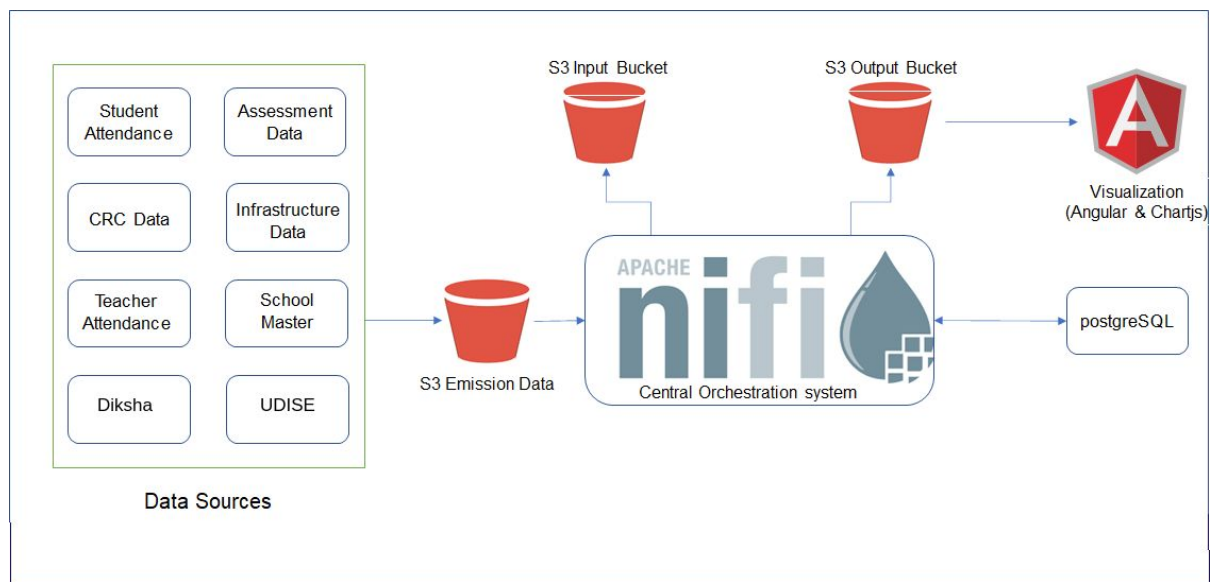 S3 Input Bucket
S3 Output Bucket
Student
Attendance
Assessment
Data
CRC Data
Infrastructure
Data
Teacher
Attendance
School
Master
Diksha
UDISE
Data Sources
S3 Emission Data
APACHE
nifi
Central Orchestration system
A
Visualization
(Angular & Chartjs)
postgreSQL